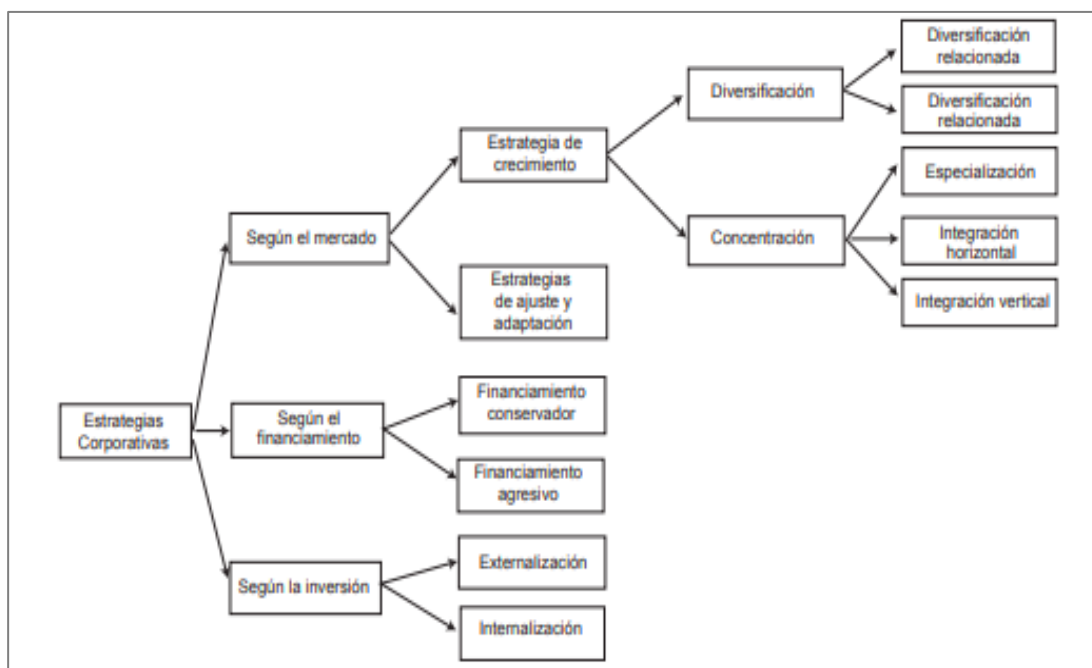 Diversificación
relacionada
Diversificación
Diversificación
relacionada
Estrategia de
crecimiento
Especialización
Según el mercado
Concentración
Integración
horizontal
Estrategias
de ajuste y
adaptación
Integración vertical
Estrategias
Corporativas
Según el
financiamiento
Financiamiento
conservador
Financiamiento
agresivo
Según la inversión
Externalización
Internalización